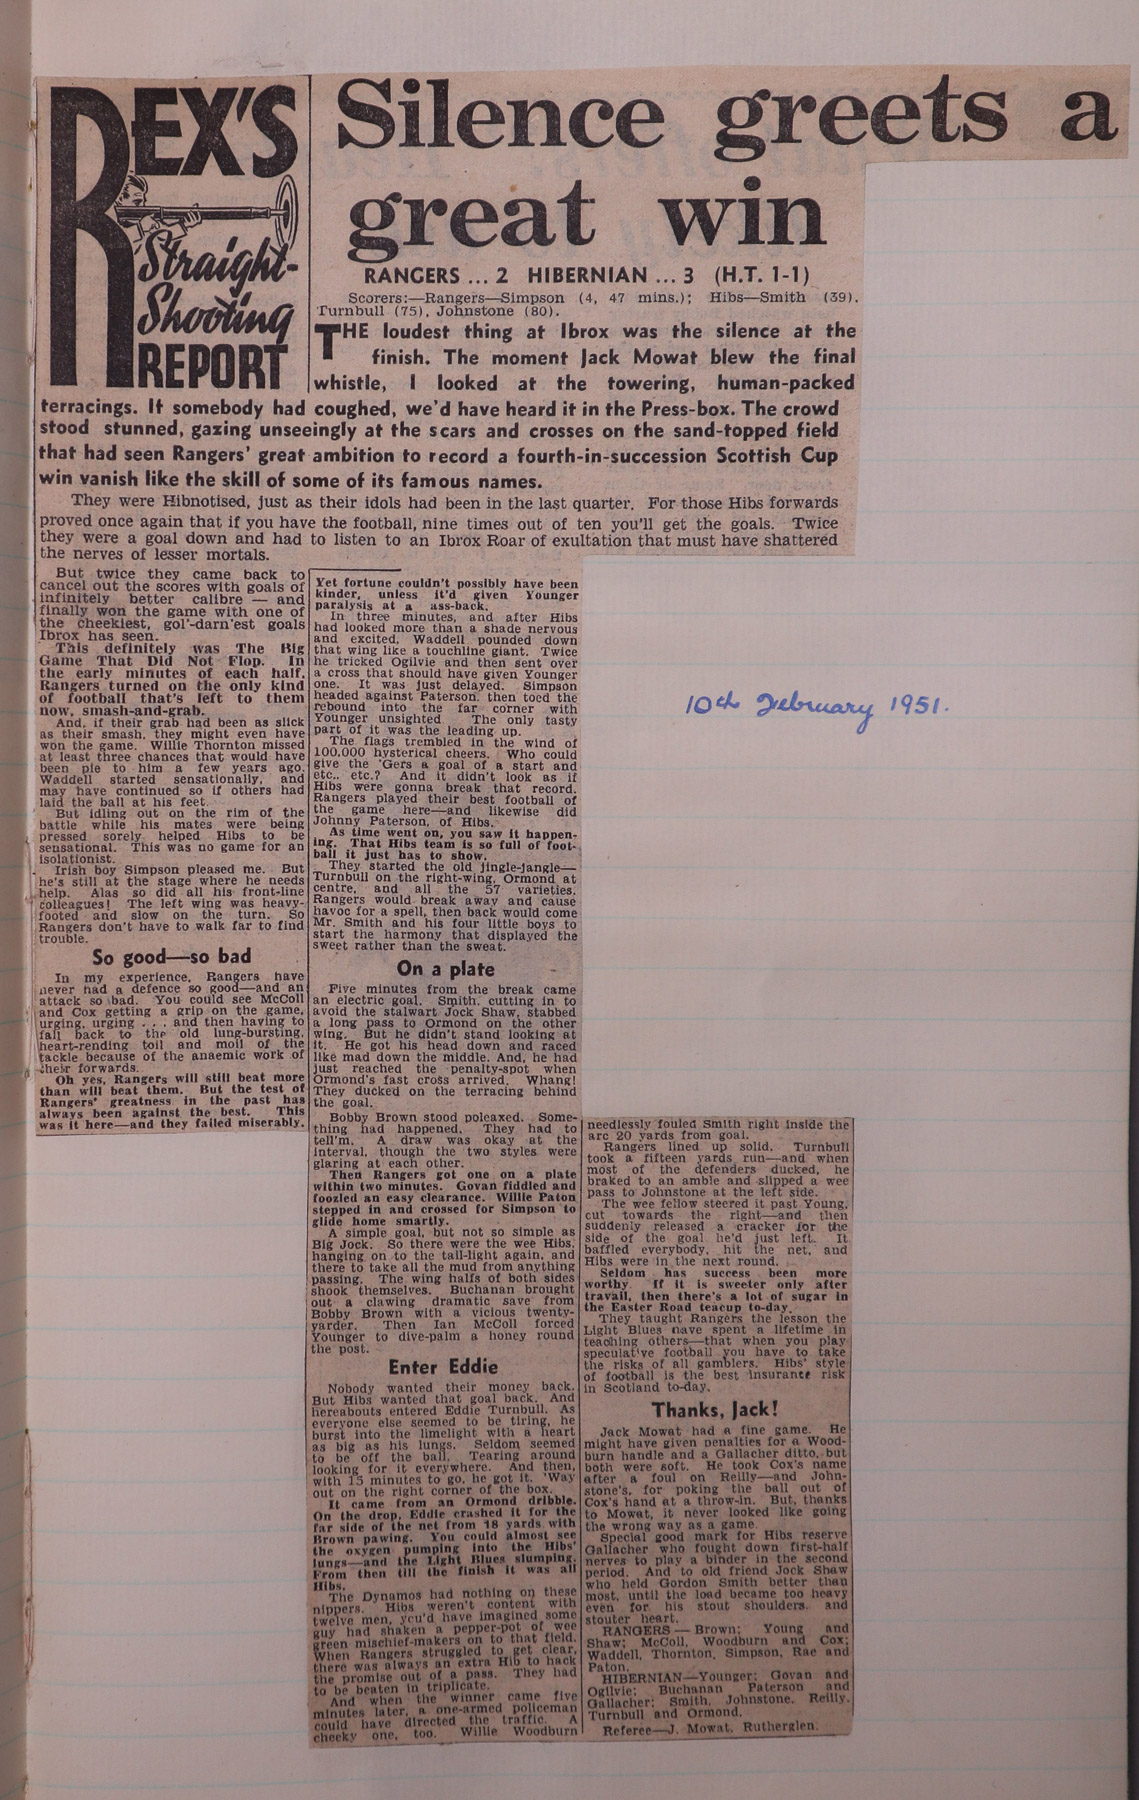 REX'S
Straight-
Shooting
REPORT
Silence greets a
great win
RANGERS ... 2 HIBERNIAN ... 3 (H.T. 1-1)
Scorers:—Rangers—Simpson (4, 47 mins.); Hibs—Smith (39),
Turnbull (75), Johnstone (80).
THE loudest thing at Ibrox was the silence at the
finish. The moment Jack Mowat blew the final
whistle, I looked at the towering, human-packed
terracings. If somebody had coughed, we'd have heard it in the Press-box. The crowd
stood stunned, gazing unseeingly at the scars and crosses on the sand-topped field
that had seen Rangers' great ambition to record a fourth-in-succession Scottish Cup
win vanish like the skill of some of its famous names.
They were Hibnotised, just as their idols had been in the last quarter. For those Hibs forwards
proved once again that if you have the football, nine times out of ten you'll get the goals. Twice
they were a goal down and had to listen to an Ibrox Roar of exultation that must have shattered
the nerves of lesser mortals.
But twice they came back to
cancel out the scores with goals of
infinitely better calibre — and
finally won the game with one of
the cheekiest, gol'-darn'est goals
Ibrox has seen.
This definitely was The Big
Game That Did Not Flop. In
the early minutes of each half,
Rangers turned on the only kind
of football that's left to them
now, smash-and-grab.
And, if their grab had been as slick
as their smash, they might even have
won the game. Willie Thornton missed
at least three chances that would have
been pie to him a few years ago.
Waddell started sensationally, and
may have continued so if others had
laid the ball at his feet.
But idling out on the rim of the
battle while his mates were being
pressed sorely helped Hibs to be
sensational. This was no game for an
isolationist.
Irish boy Simpson pleased me. But
he's still at the stage where he needs
help. Alas so did all his front-line
colleagues! The left wing was heavy-
footed and slow on the turn. So
Rangers don't have to walk far to find
trouble.
So good—so bad
In my experience, Rangers have
never had a defence so good—and an
attack so bad. You could see McColl
and Cox getting a grip on the game,
urging, urging . . . and then having to
fall back to the old lung-bursting,
heart-rending toil and moil of the
tackle because of the anaemic work of
their forwards.
Oh yes, Rangers will still beat more
than will beat them. But the test of
Rangers' greatness in the past has
always been against the best. This
was it here—and they failed miserably.
Yet fortune couldn't possibly have been
kinder, unless it'd given Younger
paralysis at a ass-back.
In three minutes, and after Hibs
had looked more than a shade nervous
and excited, Waddell pounded down
that wing like a touchline giant. Twice
he tricked Ogilvie and then sent over
a cross that should have given Younger
one. It was just delayed. Simpson
headed against Paterson, then toed the
rebound into the far corner with
Younger unsighted. The only tasty
part of it was the leading up.
The flags trembled in the wind of
100,000 hysterical cheers. Who could
give the 'Gers a goal of a start and
etc., etc.? And it didn't look as if
Hibs were gonna break that record.
Rangers played their best football of
the game here—and likewise did
Johnny Paterson, of Hibs.
As time went on, you saw it happen-
ing. That Hibs team is so full of foot-
ball it just has to show.
They started the old jingle-jangle—
Turnbull on the right-wing, Ormond at
centre, and all the 57 varieties.
Rangers would break away and cause
havoc for a spell, then back would come
Mr. Smith and his four little boys to
start the harmony that displayed the
sweet rather than the sweat.
On a plate
Five minutes from the break came
an electric goal. Smith, cutting in to
avoid the stalwart Jock Shaw, stabbed
a long pass to Ormond on the other
wing. But he didn't stand looking at
it. He got his head down and raced
like mad down the middle. And, he had
just reached the penalty-spot when
Ormond's fast cross arrived. Whang!
They ducked on the terracing behind
the goal.
Bobby Brown stood poleaxed. Some-
thing had happened. They had to
tell'm. A draw was okay at the
interval, though the two styles were
glaring at each other.
Then Rangers got one on a plate
within two minutes. Govan fiddled and
foozled an easy clearance. Willie Paton
stepped in and crossed for Simpson to
glide home smartly.
A simple goal, but not so simple as
Big Jock. So there were the wee Hibs,
hanging on to the tail-light again, and
there to take all the mud from anything
passing. The wing halfs of both sides
shook themselves. Buchanan brought
out a clawing dramatic save from
Bobby Brown with a vicious twenty-
yarder. Then Ian McColl forced
Younger to dive-palm a honey round
the post.
Enter Eddie
Nobody wanted their money back.
But Hibs wanted that goal back. And
hereabouts entered Eddie Turnbull. As
everyone else seemed to be tiring, he
burst into the limelight with a heart
as big as his lungs. Seldom seemed
to be off the ball. Tearing around
looking for it everywhere. And then,
with 15 minutes to go, he got it. 'Way
out on the right corner of the box.
It came from an Ormond dribble.
On the drop, Eddie crashed it for the
far side of the net from 18 yards with
Brown pawing. You could almost see
the oxygen pumping into the Hibs'
lungs—and the Light Blues slumping.
From then till the finish it was all
Hibs.
The Dynamos had nothing on these
nippers. Hibs weren't content with
twelve men, you'd have imagined some
guy had shaken a pepper-pot of wee
green mischief-makers on to that field.
When Rangers struggled to get clear,
there was always an extra Hib to hack
the promise out of a pass. They had
to be beaten in triplicate.
And when the winner came five
minutes later, a one-armed policeman
could have directed the traffic. A
cheeky one, too. Willie Woodburn
needlessly fouled Smith right inside the
arc 20 yards from goal.
Rangers lined up solid. Turnbull
took a fifteen yards run—and when
most of the defenders ducked, he
braked to an amble and slipped a wee
pass to Johnstone at the left side.
The wee fellow steered it past Young,
cut towards the right—and then
suddenly released a cracker for the
side of the goal he'd just left. It
baffled everybody, hit the net, and
Hibs were in the next round.
Seldom has success been more
worthy. If it is sweeter only after
travail, then there's a lot of sugar in
the Easter Road teacup to-day.
They taught Rangers the lesson the
Light Blues have spent a lifetime in
teaching others—that when you play
speculative football you have to take
the risks of all gamblers. Hibs' style
of football is the best insurance risk
in Scotland to-day.
Thanks, Jack!
Jack Mowat had a fine game. He
might have given penalties for a Wood-
burn handle and a Gallacher ditto, but
both were soft. He took Cox's name
after a foul on Reilly—and John-
stone's, for poking the ball out of
Cox's hand at a throw-in. But, thanks
to Mowat, it never looked like going
the wrong way as a game.
Special good mark for Hibs reserve
Gallacher who fought down first-half
nerves to play a binder in the second
period. And to old friend Jock Shaw
who held Gordon Smith better than
most, until the load became too heavy
even for his stout shoulders, and
stouter heart.
RANGERS — Brown; Young and
Shaw; McColl, Woodburn and Cox;
Waddell, Thornton, Simpson, Rae and
Paton.
HIBERNIAN—Younger; Govan and
Ogilvie; Buchanan Paterson and
Gallacher; Smith, Johnstone, Reilly,
Turnbull and Ormond.
Referee—J. Mowat, Rutherglen.
10th February 1951.